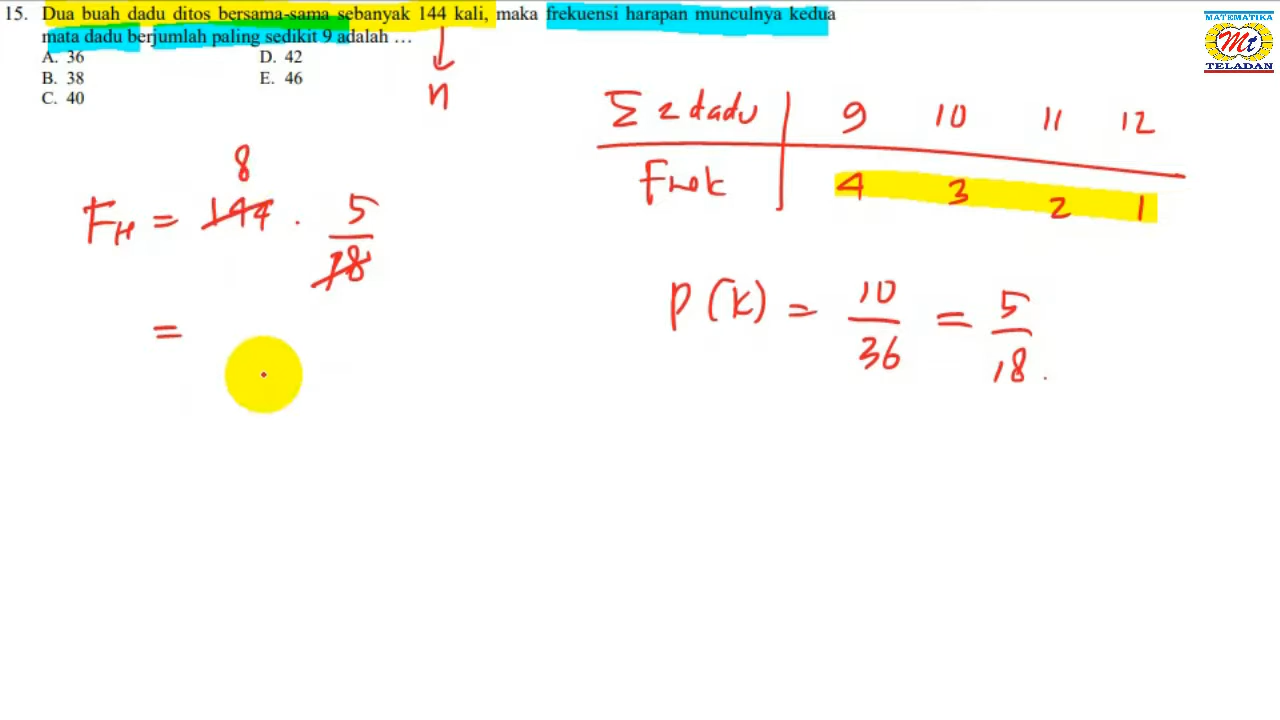 15. Dua buah dadu ditos bersama-sama sebanyak 144 kali, maka frekuensi harapan munculnya kedua
mata dadu berjumlah paling sedikit 9 adalah …
A. 36
B. 38
C. 40
D. 42
E. 46
n
MATEMATIKA
Mt
TELADAN
Σ 2 dadu | 9 10 11 12
Frek | 4 3 2 1
8
F_H = 144 . 5/18
=
P(K) = 10/36 = 5/18.